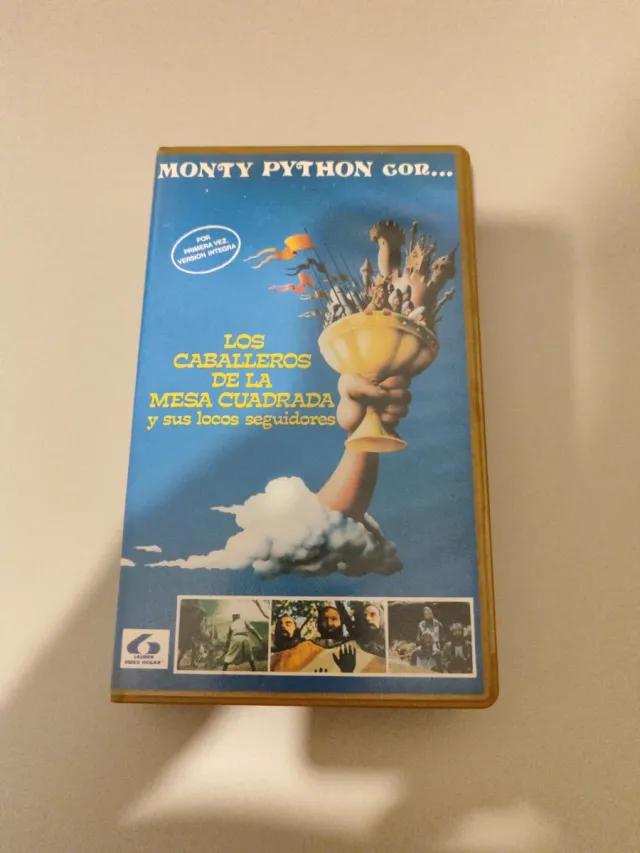 MONTY PYTHON con...
POR
PRIMERA VEZ.
VERSION INTEGRA
LOS
CABALLEROS
DE LA
MESA CUADRADA
y sus locos seguidores
LAUREN
VIDEO HOGAR